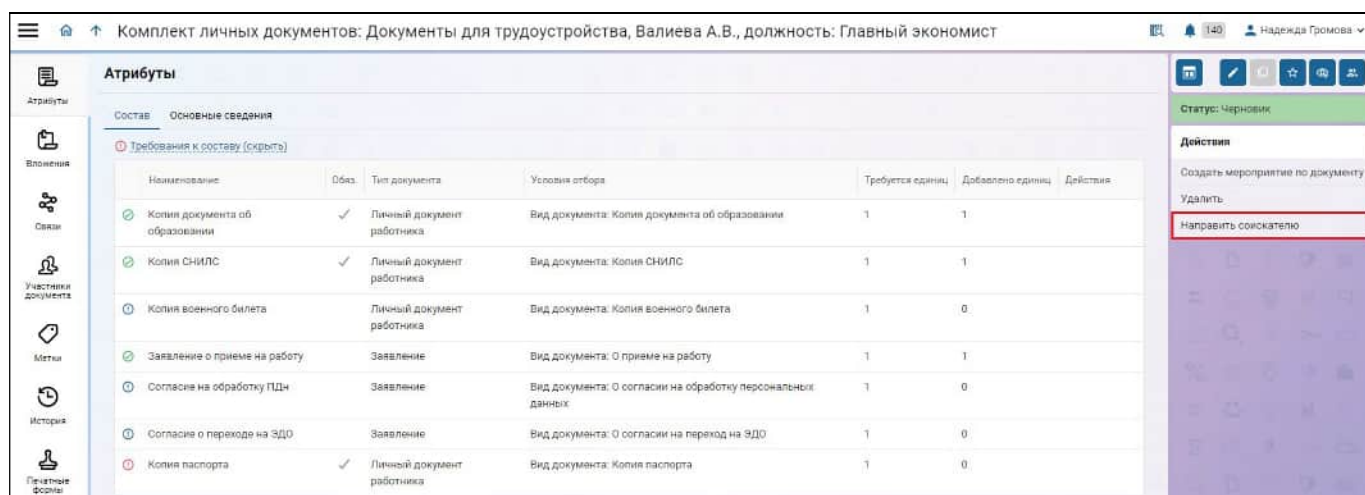 Комплект личных документов: Документы для трудоустройства, Валиева А.В., должность: Главный экономист
140
Надежда Громова
Атрибуты
Вложения
Связи
Участники
документа
Метки
История
Печатные
формы
Атрибуты
Состав Основные сведения
Требования к составу (скрыть)
Наименование Обяз. Тип документа Условия отбора Требуется единиц Добавлено единиц Действия
Копия документа об
образовании
Личный документ
работника
Вид документа: Копия документа об образовании 1 1
Копия СНИЛС
Личный документ
работника
Вид документа: Копия СНИЛС 1 1
Копия военного билета
Личный документ
работника
Вид документа: Копия военного билета 1 0
Заявление о приеме на работу Заявление Вид документа: О приеме на работу 1 1
Согласие на обработку ПДн Заявление
Вид документа: О согласии на обработку персональных
данных
1 0
Согласие о переходе на ЭДО Заявление Вид документа: О согласии на переход на ЭДО 1 0
Копия паспорта
Личный документ
работника
Вид документа: Копия паспорта 1 0
Статус: Черновик
Действия
Создать мероприятие по документу
Удалить
Направить соискателю